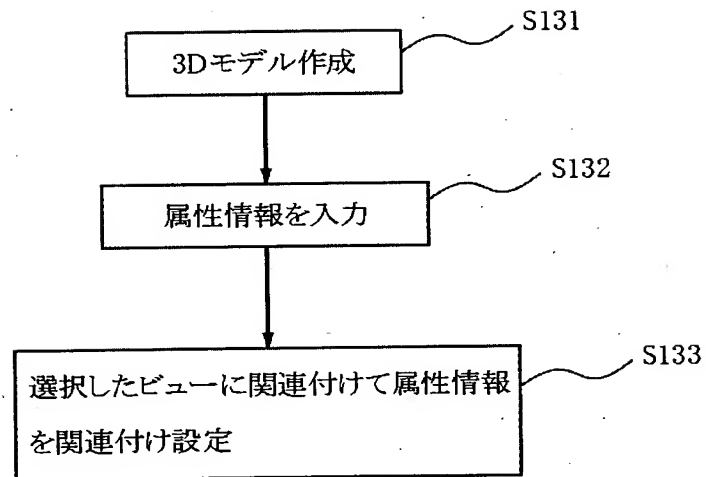 S131
3Dモデル作成
S132
属性情報を入力
S133
選択したビューに関連付けて属性情報
を関連付け設定